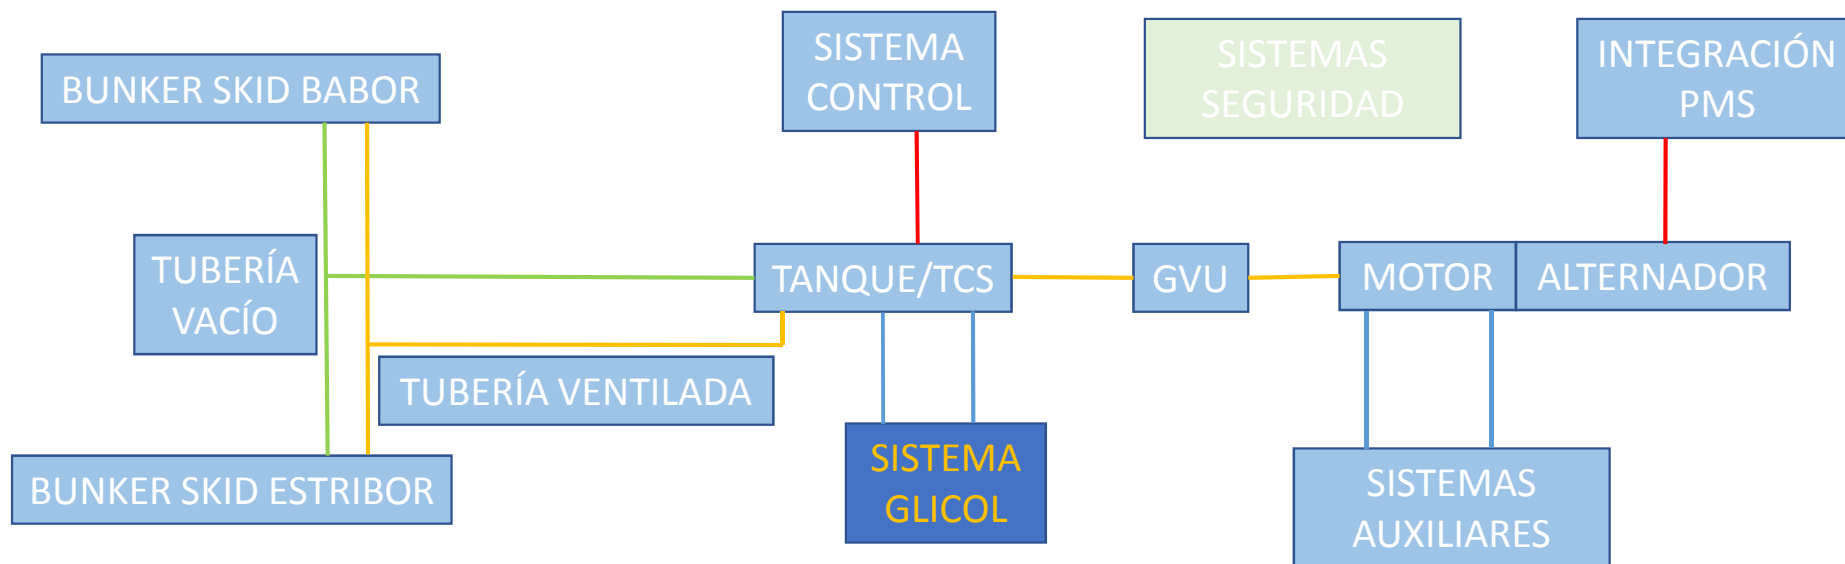 BUNKER SKID BABOR
SISTEMA
CONTROL
SISTEMAS
SEGURIDAD
INTEGRACIÓN
PMS
TUBERÍA
VACÍO
TANQUE/TCS
GVU
MOTOR
ALTERNADOR
TUBERÍA VENTILADA
BUNKER SKID ESTRIBOR
SISTEMA
GLICOL
SISTEMAS
AUXILIARES